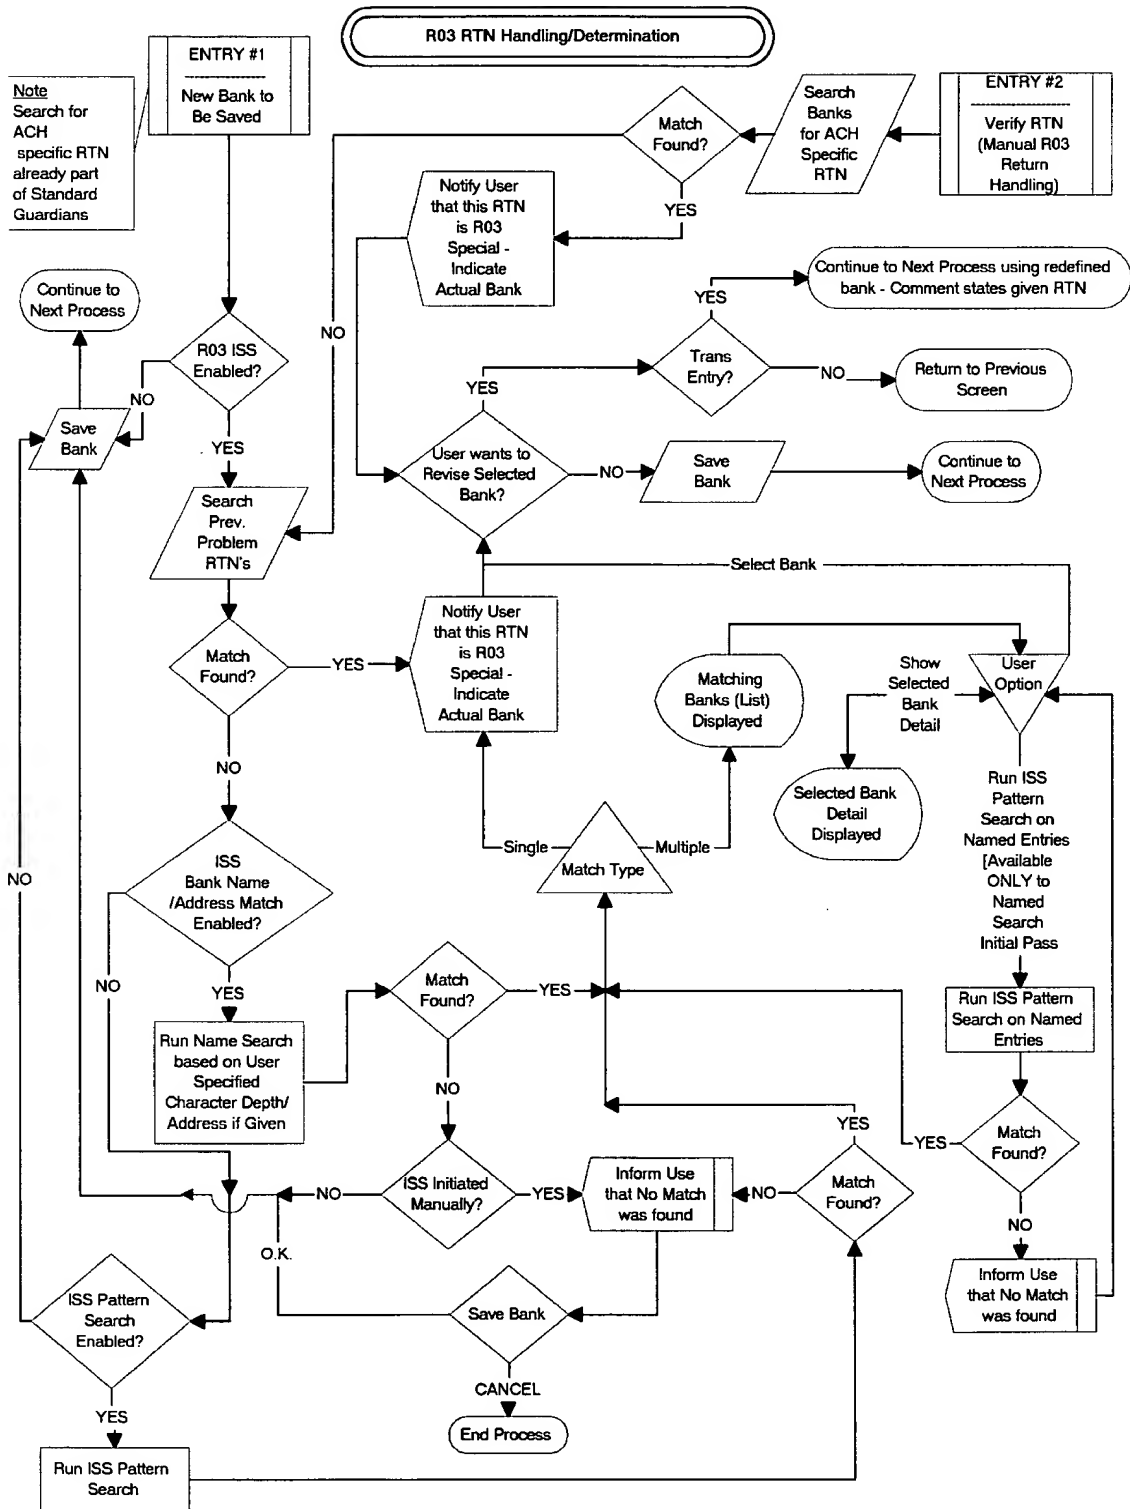 R03 RTN Handling/Determination
ENTRY #1
New Bank to
Be Saved
Note
Search for
ACH
specific RTN
already part
of Standard
Guardians
Match
Found?
Search
Banks
for ACH
Specific
RTN
ENTRY #2
Verify RTN
(Manual R03
Return
Handling)
YES
Notify User
that this RTN
is R03
Special -
Indicate
Actual Bank
Continue to
Next Process
Continue to Next Process using redefined
bank - Comment states given RTN
YES
NO
R03 ISS
Enabled?
Trans
Entry?
NO
Return to Previous
Screen
YES
NO
Save
Bank
YES
User wants to
Revise Selected
Bank?
NO
Save
Bank
Continue to
Next Process
Search
Prev.
Problem
RTN's
Select Bank
Notify User
that this RTN
is R03
Special -
Indicate
Actual Bank
Match
Found?
YES
Matching
Banks (List)
Displayed
Show
Selected
Bank
Detail
User
Option
NO
Selected Bank
Detail
Displayed
Run ISS
Pattern
Search on
Named Entries
[Available
ONLY to
Named
Search
Initial Pass
Single
Match Type
Multiple
NO
ISS
Bank Name
/Address Match
Enabled?
NO
YES
Match
Found?
YES
Run ISS Pattern
Search on Named
Entries
Run Name Search
based on User
Specified
Character Depth/
Address if Given
NO
YES
YES
Match
Found?
ISS Initiated
Manually?
NO
YES
Inform Use
that No Match
was found
NO
Match
Found?
NO
O.K.
Inform Use
that No Match
was found
ISS Pattern
Search
Enabled?
Save Bank
CANCEL
YES
End Process
Run ISS Pattern
Search